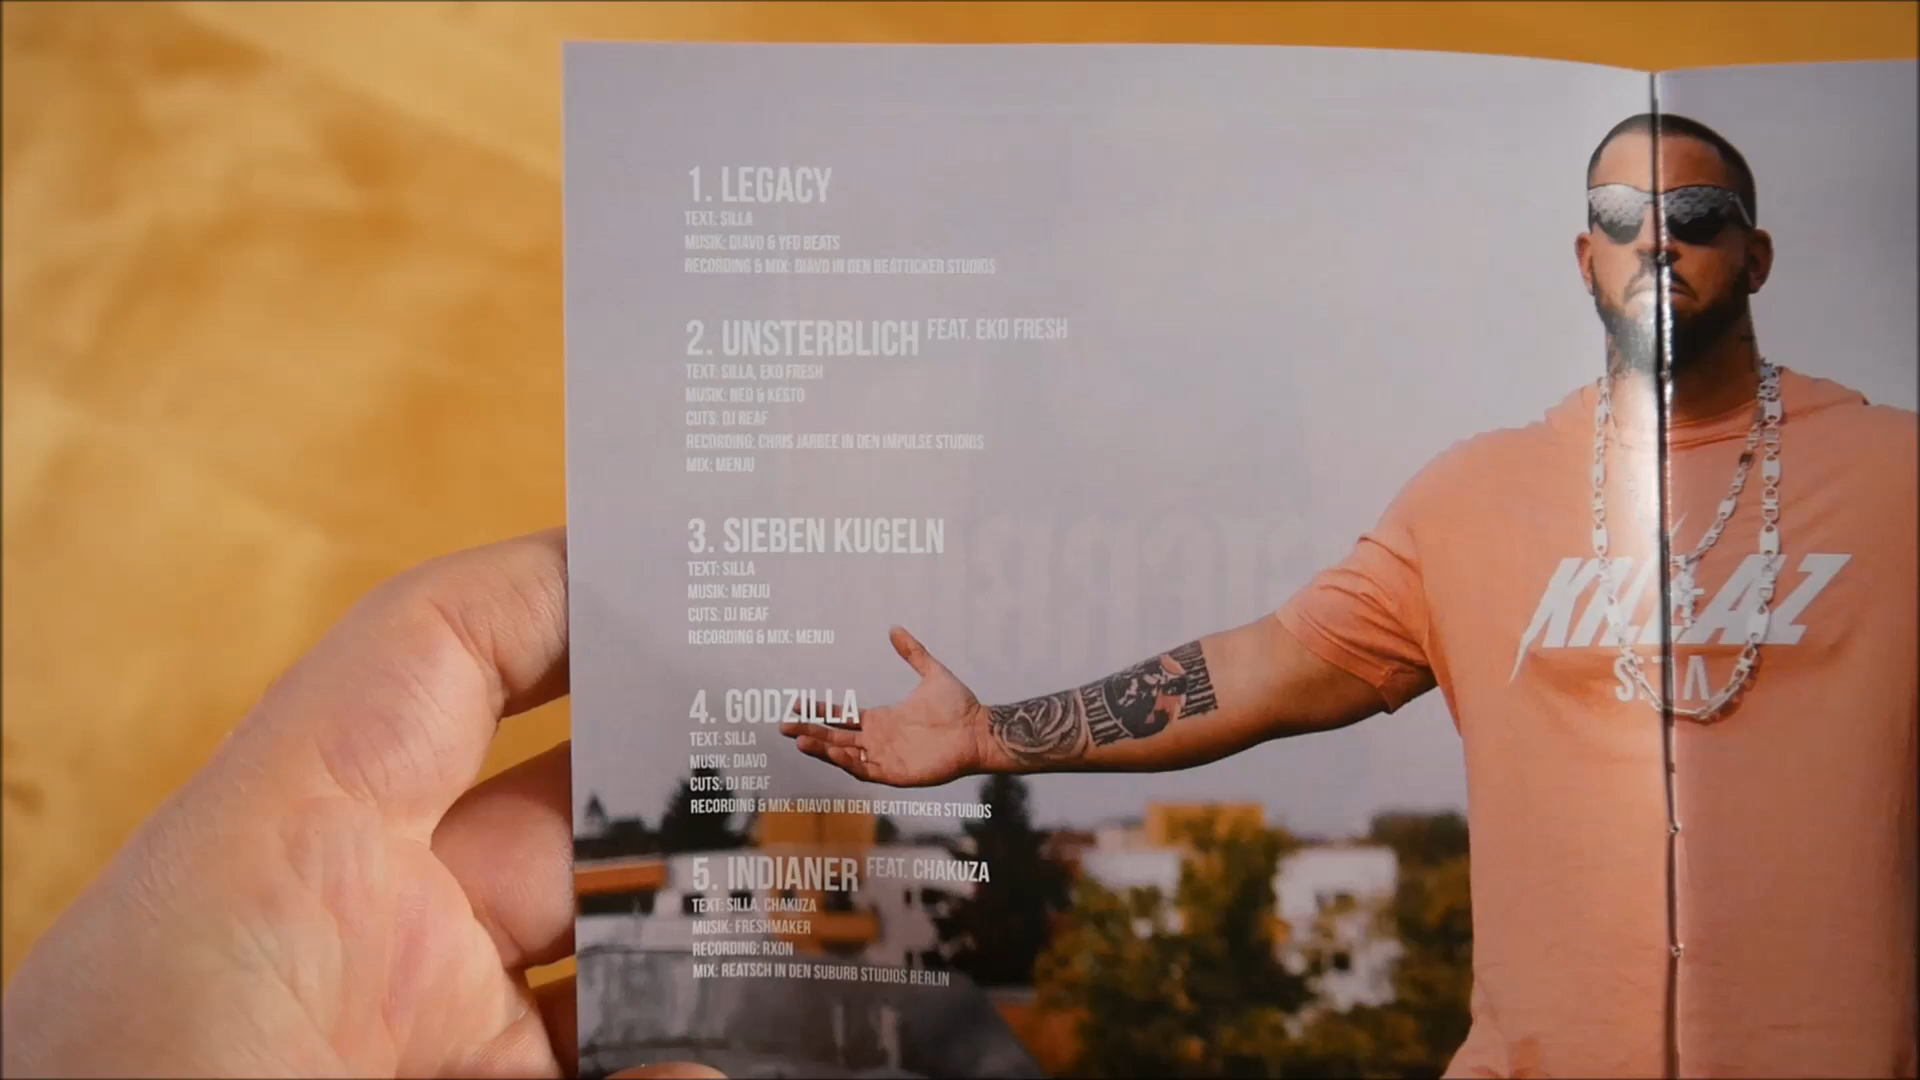 1. LEGACY
TEXT: SILLA
MUSIK: DIAVO & YFD BEATS
RECORDING & MIX: DIAVO IN DEN BEATTICKER STUDIOS
2. UNSTERBLICH FEAT. EKO FRESH
TEXT: SILLA, EKO FRESH
MUSIK: NEO & KESTO
CUTS: DJ REAF
RECORDING: CHRIS JARBEE IN DEN IMPULSE STUDIOS
MIX: MENJU
3. SIEBEN KUGELN
TEXT: SILLA
MUSIK: MENJU
CUTS: DJ REAF
RECORDING & MIX: MENJU
4. GODZILLA
TEXT: SILLA
MUSIK: DIAVO
CUTS: DJ REAF
RECORDING & MIX: DIAVO IN DEN BEATTICKER STUDIOS
5. INDIANER FEAT. CHAKUZA
TEXT: SILLA, CHAKUZA
MUSIK: FRESHMAKER
RECORDING: RXON
MIX: REATSCH IN DEN SUBURB STUDIOS BERLIN
KILLAZ